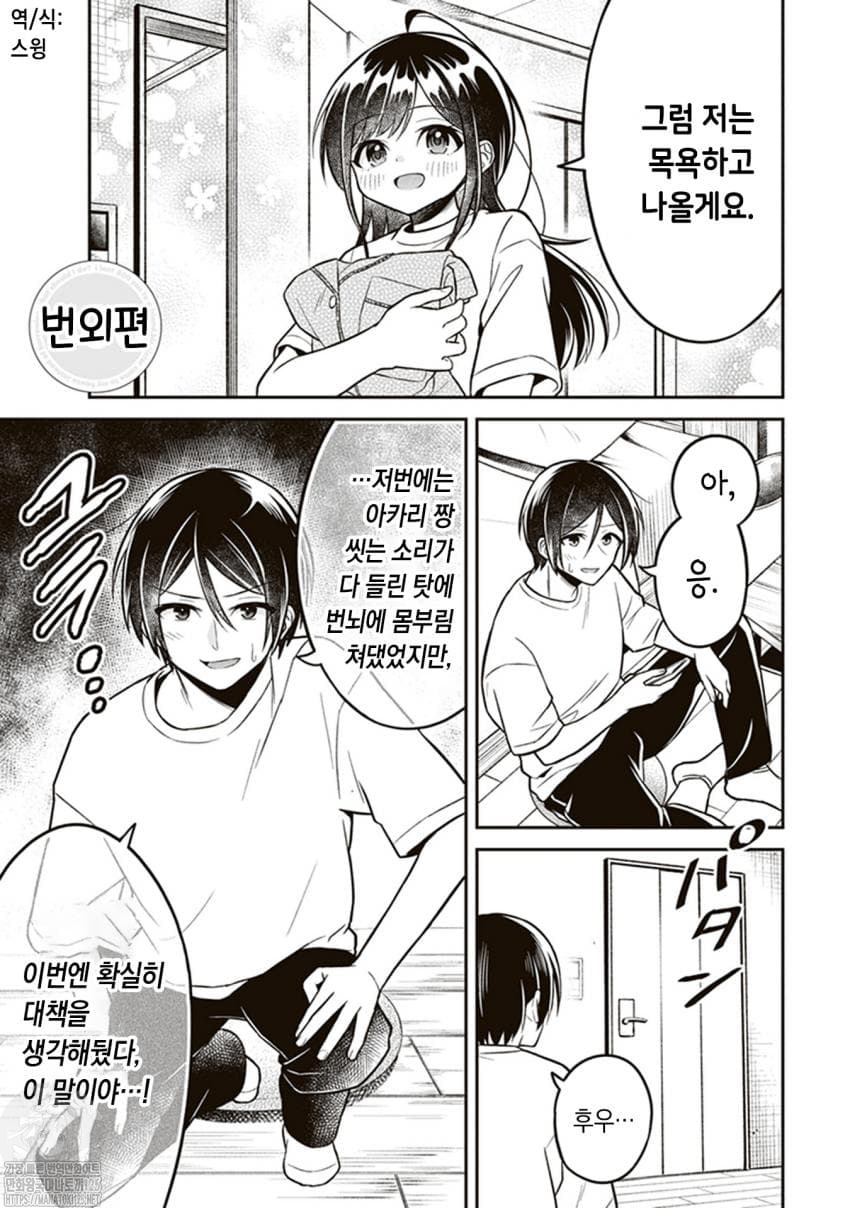 역/식:
스윙
그럼 저는
목욕하고
나올게요.
번외편
아,
응.
パタン
후우…
…저번에는
아카리 짱
씻는 소리가
다 들린 탓에
번뇌에 몸부림
쳐댔었지만,
이번엔 확실히
대책을
생각해뒀다,
이 말이야…!